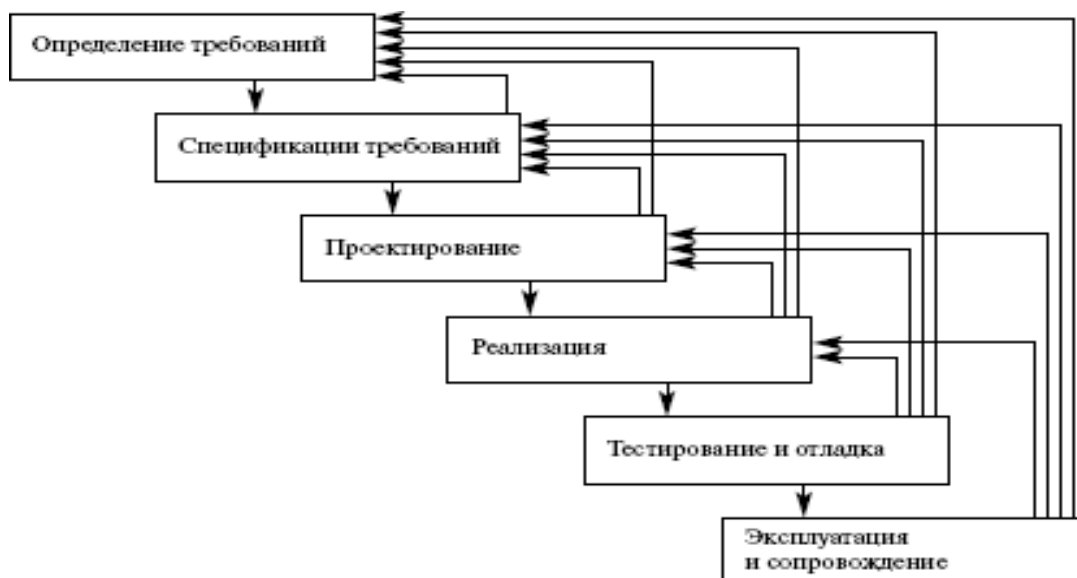 Определение требований
Спецификации требований
Проектирование
Реализация
Тестирование и отладка
Эксплуатация
и сопровождение